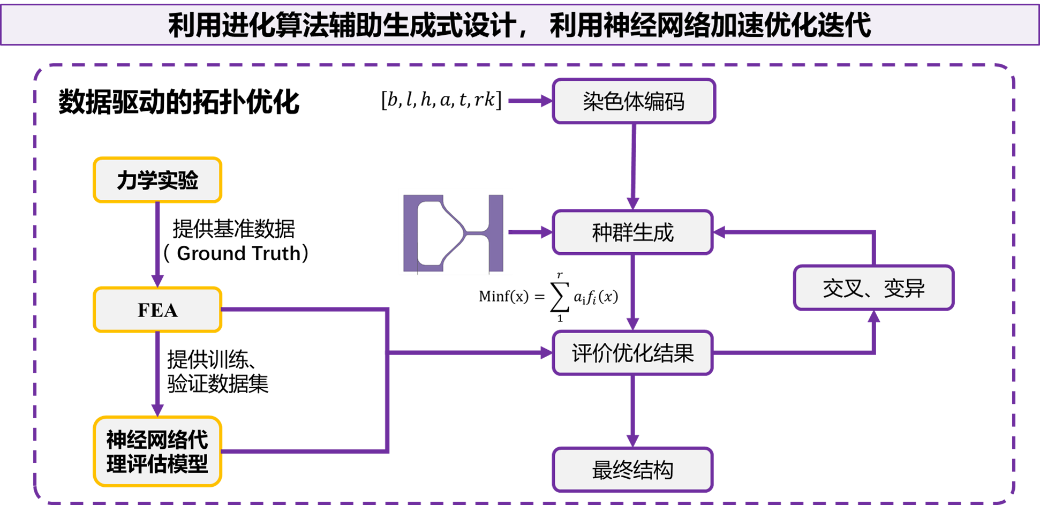 利用进化算法辅助生成式设计， 利用神经网络加速优化迭代
数据驱动的拓扑优化
[b, l, h, a, t, rk]
染色体编码
力学实验
提供基准数据
( Ground Truth)
种群生成
交叉、变异
FEA
Minf(x) = ∑₁ʳ aᵢfᵢ(x)
评价优化结果
提供训练、
验证数据集
神经网络代
理评估模型
最终结构